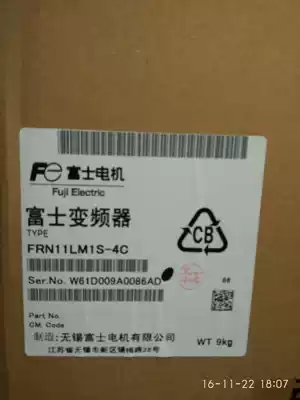 Fe 富士电机
Fuji Electric
富士变频器
TYPE
FRN11LM1S-4C
Ser.No. W61D009A0086AD
CB
Part No.
CM. Code
制造:无锡富士电机有限公司
WT 9kg
16-11-22 18:07